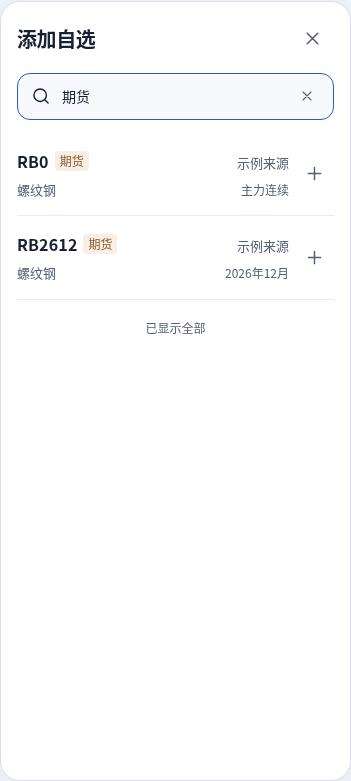 添加自选
期货
RB0 期货
示例来源
螺纹钢
主力连续
RB2612 期货
示例来源
螺纹钢
2026年12月
已显示全部